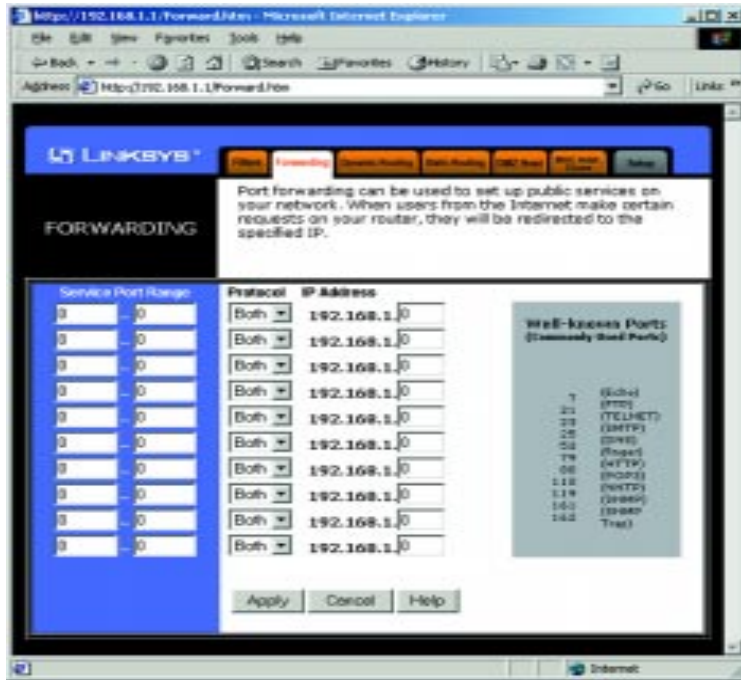 http://192.168.1.1/Forward.htm - Microsoft Internet Explorer
File Edit View Favorites Tools Help
Back Search Favorites History
Address http://192.168.1.1/Forward.htm Go Links »
LINKSYS®
Filters Forwarding Dynamic Routing Static Routing DMZ Host Setup
FORWARDING
Port forwarding can be used to set up public services on
your network. When users from the Internet make certain
requests on your router, they will be redirected to the
specified IP.
Service Port Range Protocol IP Address
0 ~ 0 Both 192.168.1. 0
0 ~ 0 Both 192.168.1. 0
0 ~ 0 Both 192.168.1. 0
0 ~ 0 Both 192.168.1. 0
0 ~ 0 Both 192.168.1. 0
0 ~ 0 Both 192.168.1. 0
0 ~ 0 Both 192.168.1. 0
0 ~ 0 Both 192.168.1. 0
0 ~ 0 Both 192.168.1. 0
0 ~ 0 Both 192.168.1. 0
Well-known Ports
(Commonly Used Ports)
7 (Echo)
21 (FTP)
23 (TELNET)
25 (SMTP)
53 (DNS)
79 (finger)
80 (HTTP)
110 (POP3)
119 (NNTP)
161 (SNMP)
162 (SNMP
Trap)
Apply Cancel Help
Internet